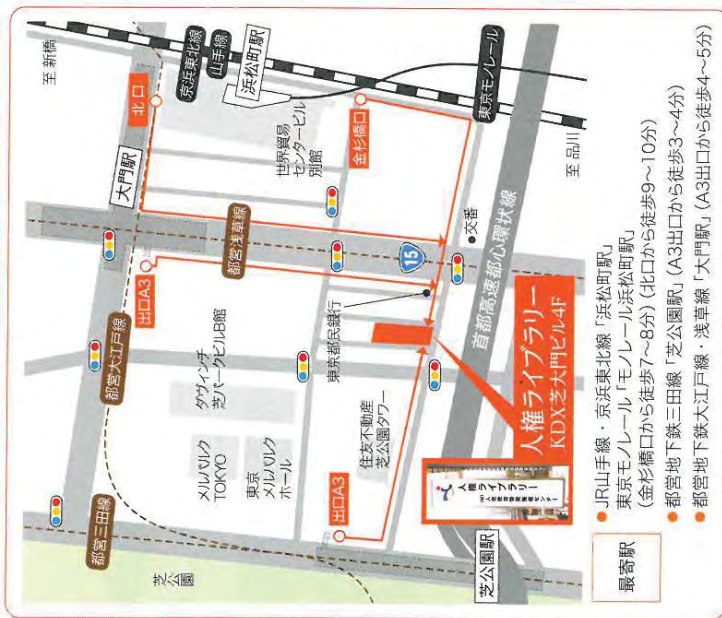 至 新橋
京浜東北線
山手線
浜松町駅
北口
大門駅
世界貿易
センタービル
別館
金杉橋口
東京モノレール
至 品川
都営浅草線
15
交番
首都高速都心環状線
出口A3
都営大江戸線
ダヴィンチ
芝パークビルB館
東京都民銀行
メルパルク
TOKYO
東京
メルパルク
ホール
住友不動産
芝公園タワー
人権ライブラリー
KDX芝大門ビル4F
人権ライブラリー
都営三田線
出口A3
芝公園
芝公園駅
最寄駅
JR山手線・京浜東北線「浜松町駅」
東京モノレール「モノレール浜松町駅」
(金杉橋口から徒歩7~8分)(北口から徒歩9~10分)
都営地下鉄三田線「芝公園駅」(A3出口から徒歩3~4分)
都営地下鉄大江戸線・浅草線「大門駅」(A3出口から徒歩4~5分)